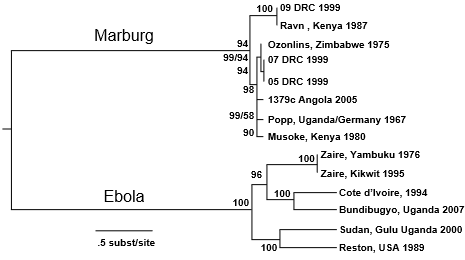 100
09 DRC 1999
Ravn , Kenya 1987
Marburg
94
Ozonlins, Zimbabwe 1975
99/94
07 DRC 1999
94
05 DRC 1999
98
1379c Angola 2005
99/58
Popp, Uganda/Germany 1967
90
Musoke, Kenya 1980
100
Zaire, Yambuku 1976
96
Zaire, Kikwit 1995
Ebola
100
Cote d'Ivoire, 1994
100
Bundibugyo, Uganda 2007
Sudan, Gulu Uganda 2000
.5 subst/site
100
Reston, USA 1989